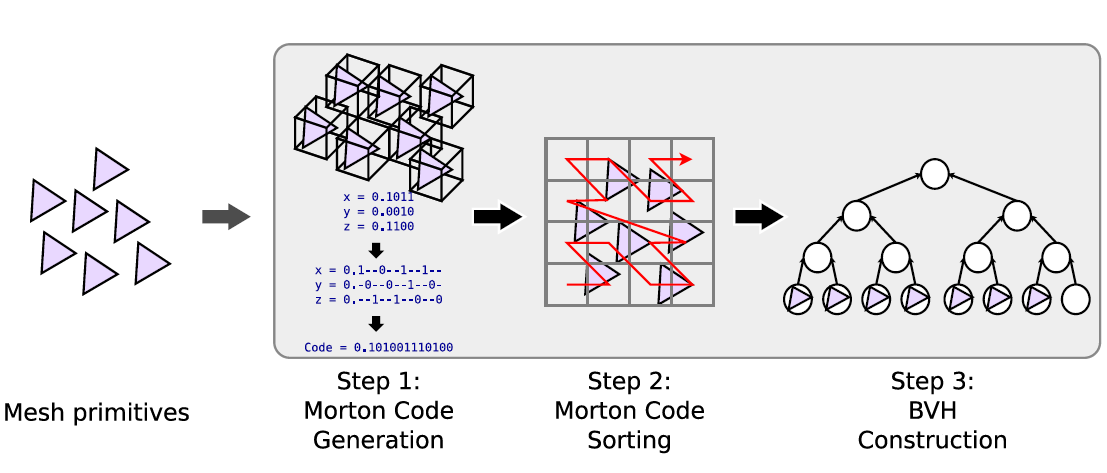 x = 0.1011
y = 0.0010
z = 0.1100
x = 0.1--0--1--1--
y = 0.-0--0--1--0-
z = 0.--1--1--0--0
Code = 0.101001110100
Mesh primitives
Step 1:
Morton Code
Generation
Step 2:
Morton Code
Sorting
Step 3:
BVH
Construction